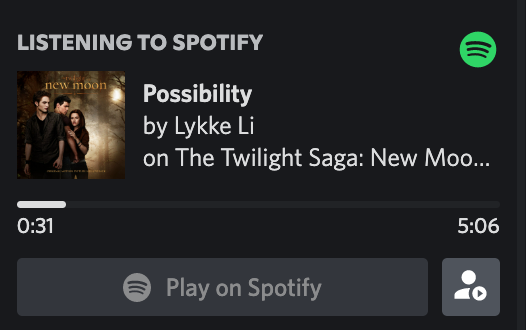 LISTENING TO SPOTIFY
new moon
Possibility
by Lykke Li
on The Twilight Saga: New Moo...
0:31
5:06
Play on Spotify